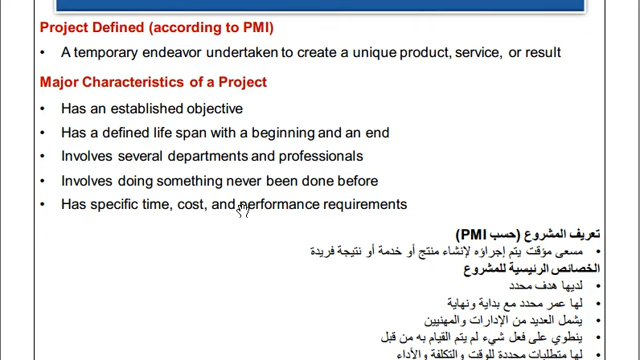 Project Defined (according to PMI)
• A temporary endeavor undertaken to create a unique product, service, or result
Major Characteristics of a Project
• Has an established objective
• Has a defined life span with a beginning and an end
• Involves several departments and professionals
• Involves doing something never been done before
• Has specific time, cost, and performance requirements
تعريف المشروع (حسب PMI)
• مسعى مؤقت يتم إجراؤه لإنشاء منتج أو خدمة أو نتيجة فريدة
الخصائص الرئيسية للمشروع
• لديها هدف محدد
• لها عمر محدد مع بداية ونهاية
• يشمل العديد من الإدارات والمهنيين
• ينطوي على فعل شيء لم يتم القيام به من قبل
• لها متطلبات محددة للوقت والتكلفة والأداء